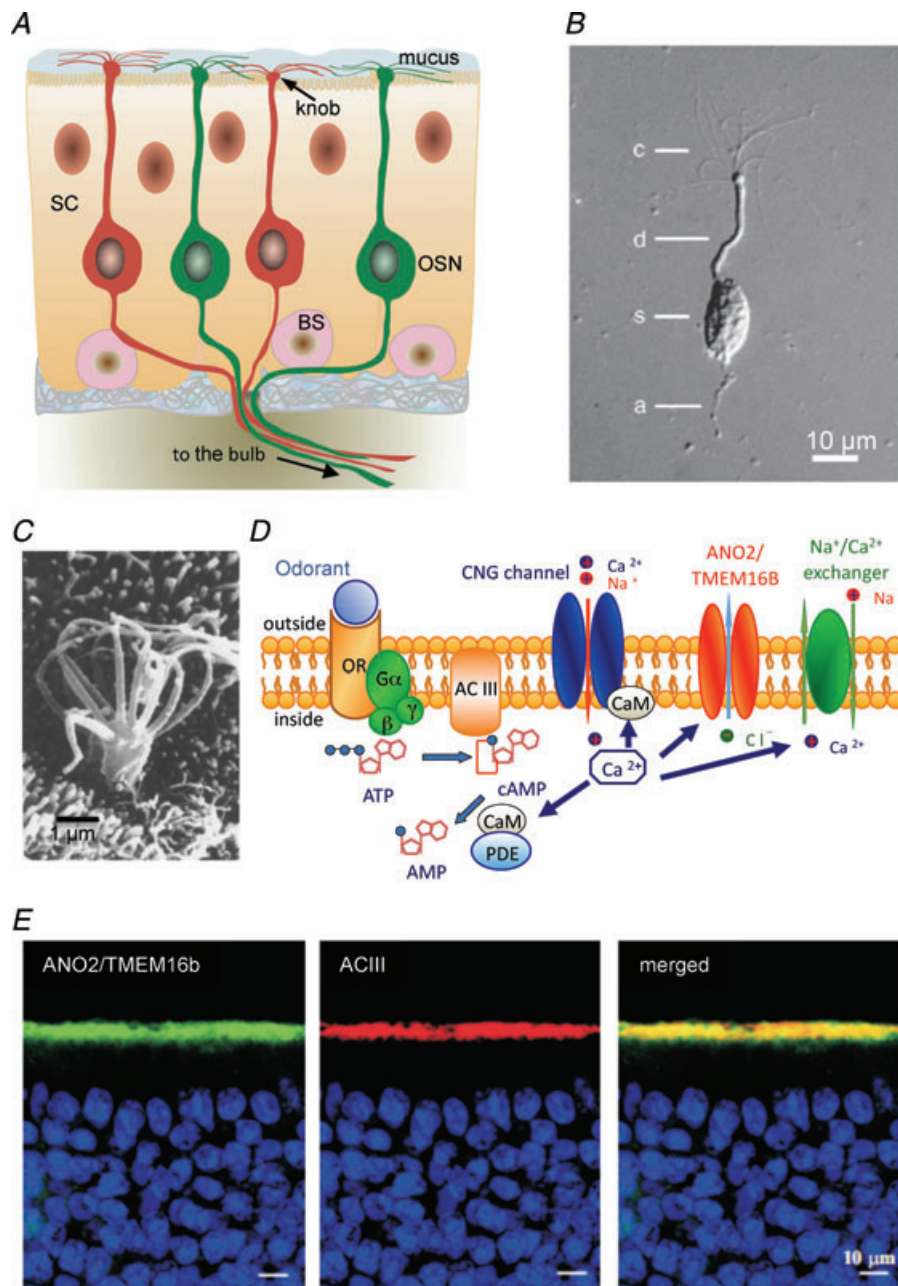 A
mucus
knob
SC
OSN
BS
to the bulb
B
c
d
s
a
10 µm
C
1 µm
D
Odorant
outside
OR
Gα
β
γ
inside
AC III
CNG channel
Ca 2+
Na +
ANO2/
TMEM16B
Na+/Ca2+
exchanger
Na
CaM
Cl−
Ca 2+
Ca 2+
ATP
cAMP
CaM
PDE
AMP
E
ANO2/TMEM16b
ACIII
merged
10 µm